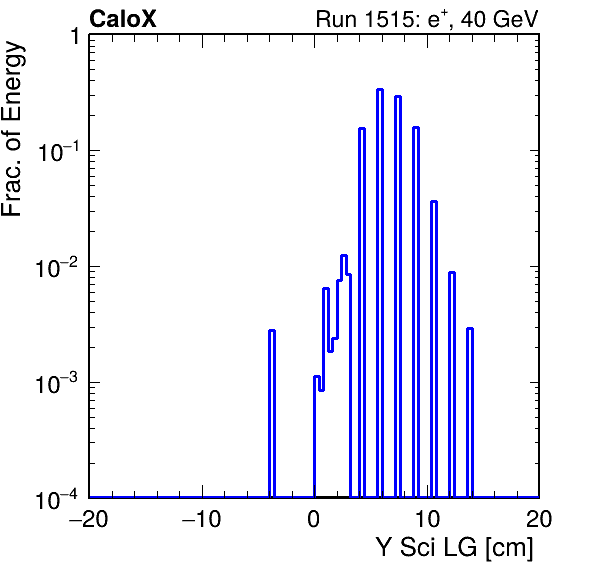 CaloX Run 1515: e⁺, 40 GeV
Frac. of Energy
1
10⁻¹
10⁻²
10⁻³
10⁻⁴
−20 −10 0 10 20
Y Sci LG [cm]